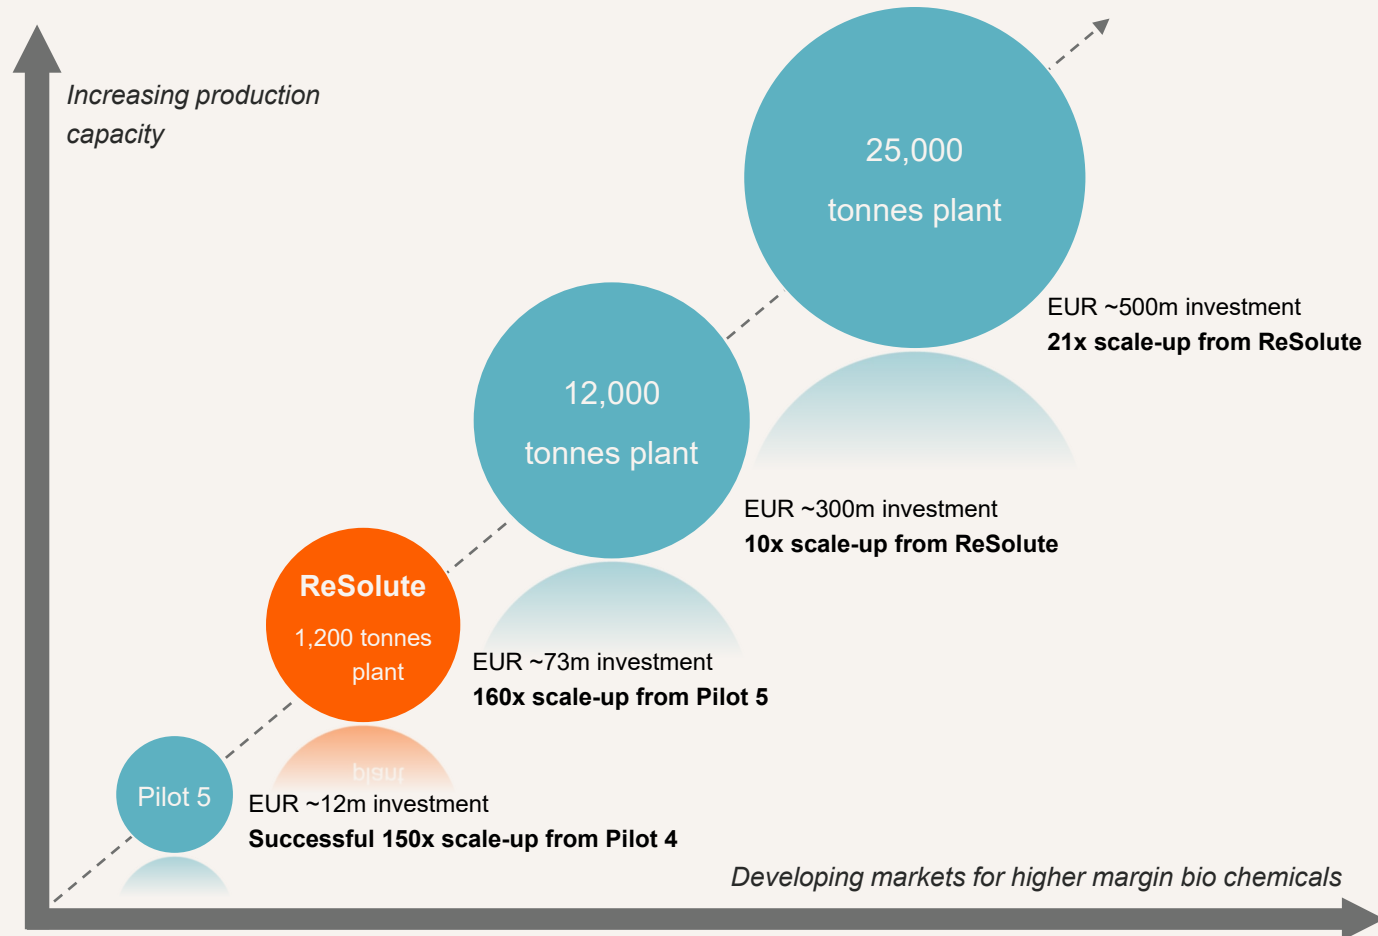 Increasing production
capacity
25,000
tonnes plant
EUR ~500m investment
21x scale-up from ReSolute
12,000
tonnes plant
EUR ~300m investment
10x scale-up from ReSolute
ReSolute
1,200 tonnes
plant
EUR ~73m investment
160x scale-up from Pilot 5
Pilot 5
EUR ~12m investment
Successful 150x scale-up from Pilot 4
Developing markets for higher margin bio chemicals